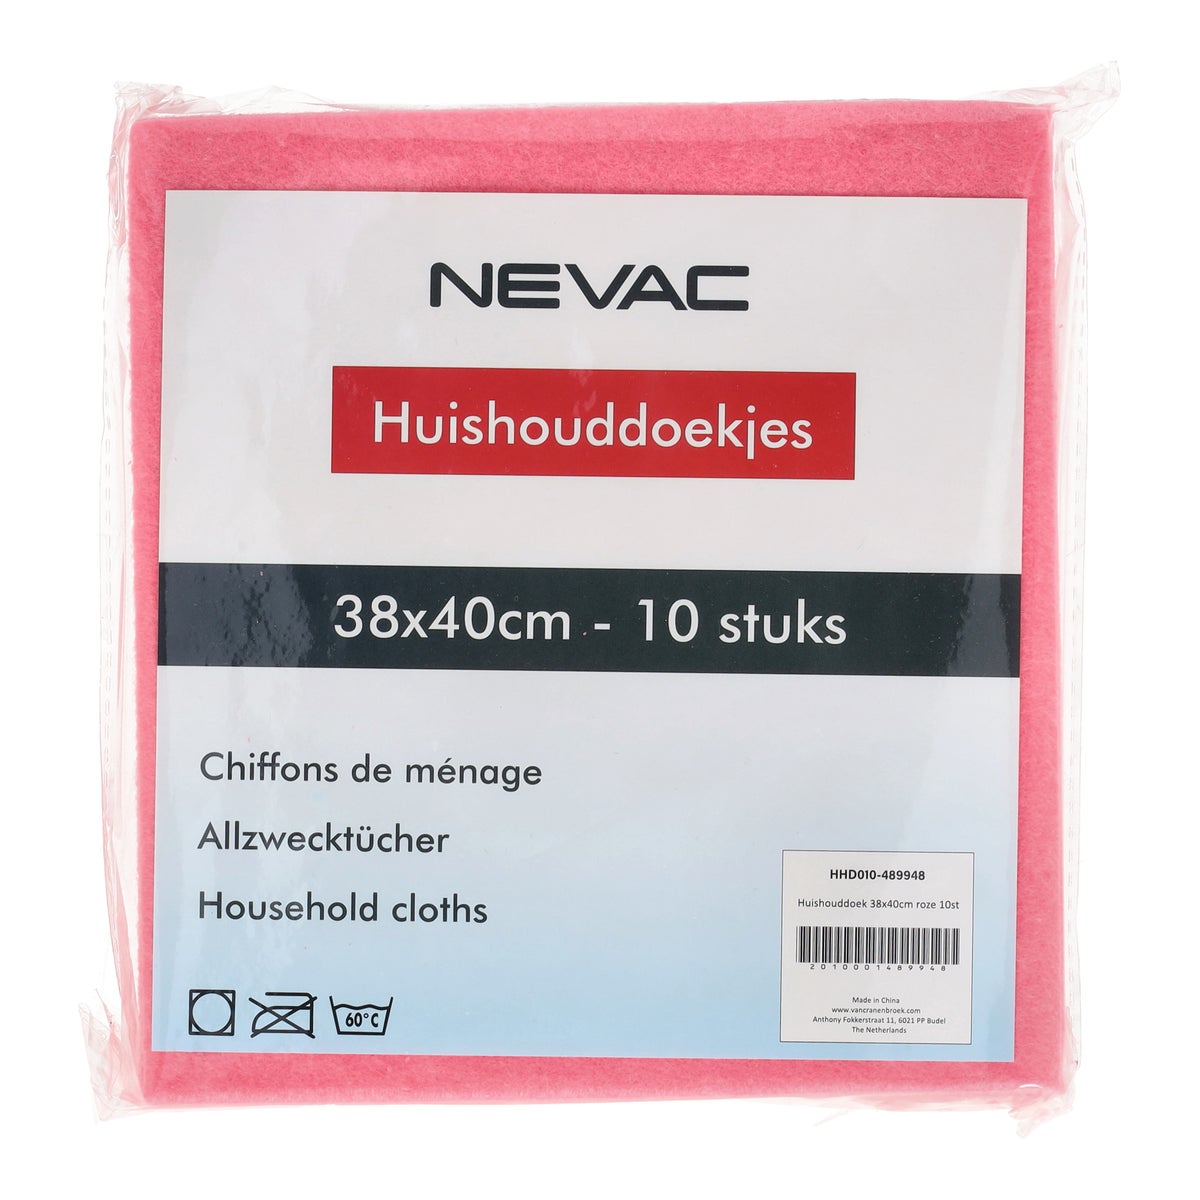 NEVAC
Huishouddoekjes
38x40cm - 10 stuks
Chiffons de ménage
Allzwecktücher
Household cloths
60°C
HHD010-489948
Huishouddoek 38x40cm roze 10st
2010001489948
Made in China
www.vancranenbroek.com
Anthony Fokkerstraat 11, 6021 PP Budel
The Netherlands